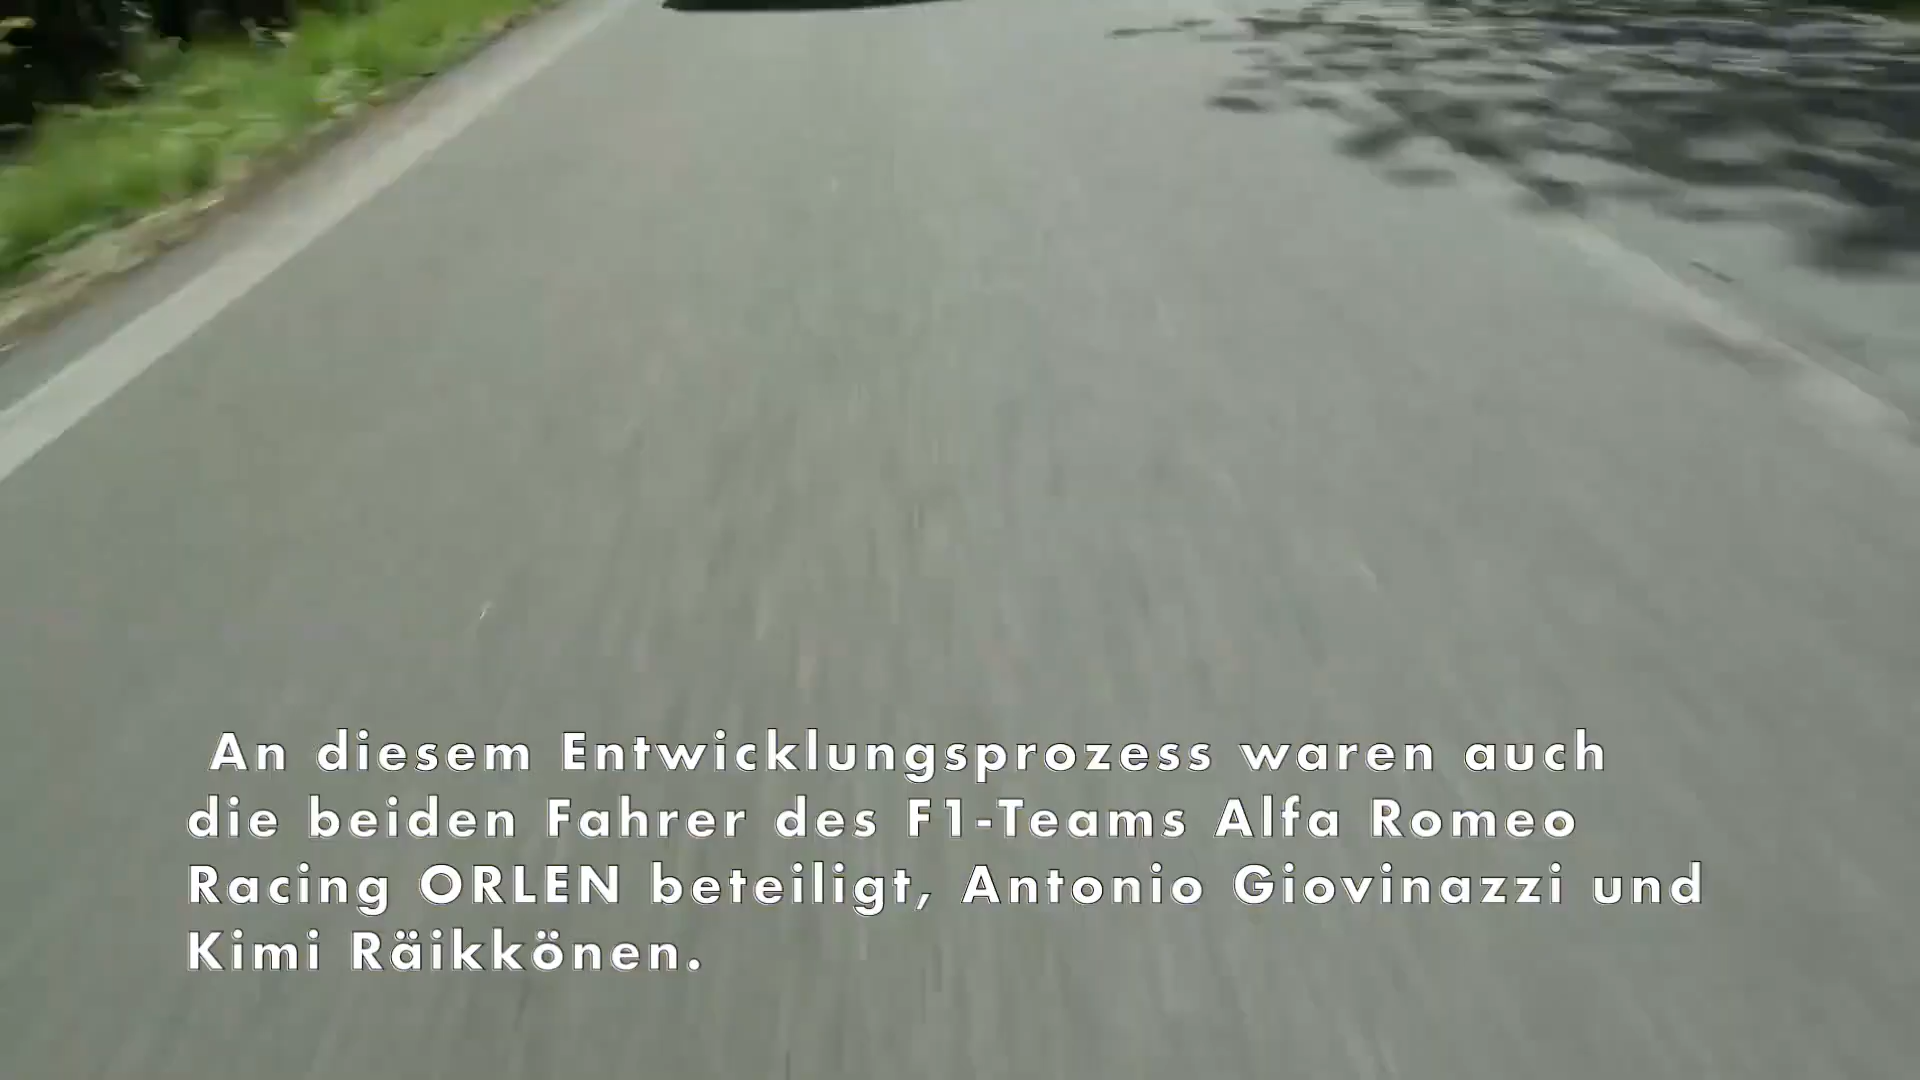 An diesem Entwicklungsprozess waren auch
die beiden Fahrer des F1-Teams Alfa Romeo
Racing ORLEN beteiligt, Antonio Giovinazzi und
Kimi Räikkönen.